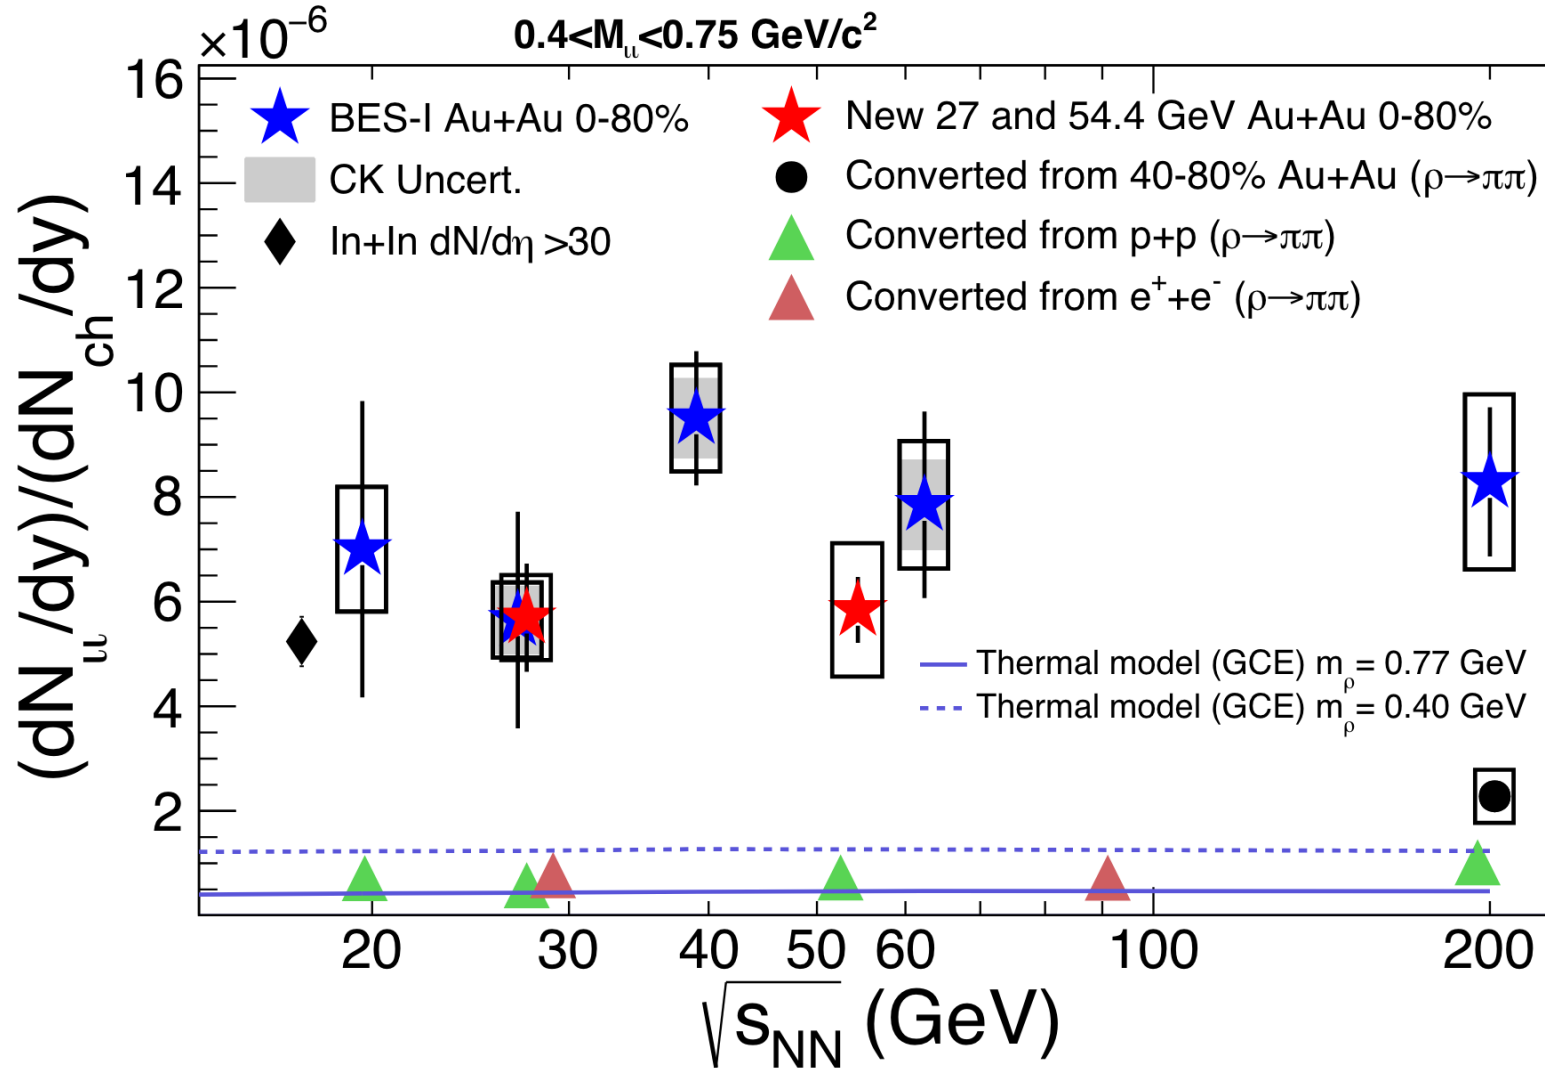 ×10⁻⁶
0.4<Mₗₗ<0.75 GeV/c²
16
14
12
10
8
6
4
2
(dNₗₗ/dy)/(dN_ch/dy)
BES-I Au+Au 0-80%
CK Uncert.
In+In dN/dη >30
New 27 and 54.4 GeV Au+Au 0-80%
Converted from 40-80% Au+Au (ρ→ππ)
Converted from p+p (ρ→ππ)
Converted from e⁺+e⁻ (ρ→ππ)
Thermal model (GCE) m_ρ= 0.77 GeV
Thermal model (GCE) m_ρ= 0.40 GeV
20 30 40 50 60 100 200
√s_NN (GeV)